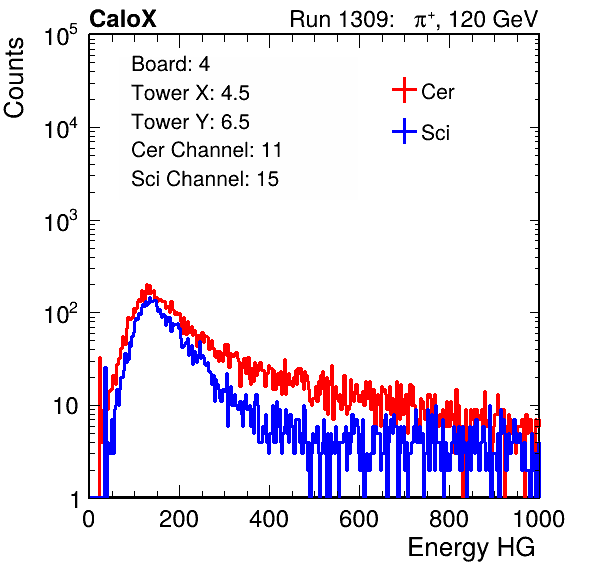 CaloX Run 1309: π⁺, 120 GeV
Counts
Board: 4
Tower X: 4.5
Tower Y: 6.5
Cer Channel: 11
Sci Channel: 15
Cer
Sci
10⁵
10⁴
10³
10²
10
1
0 200 400 600 800 1000
Energy HG